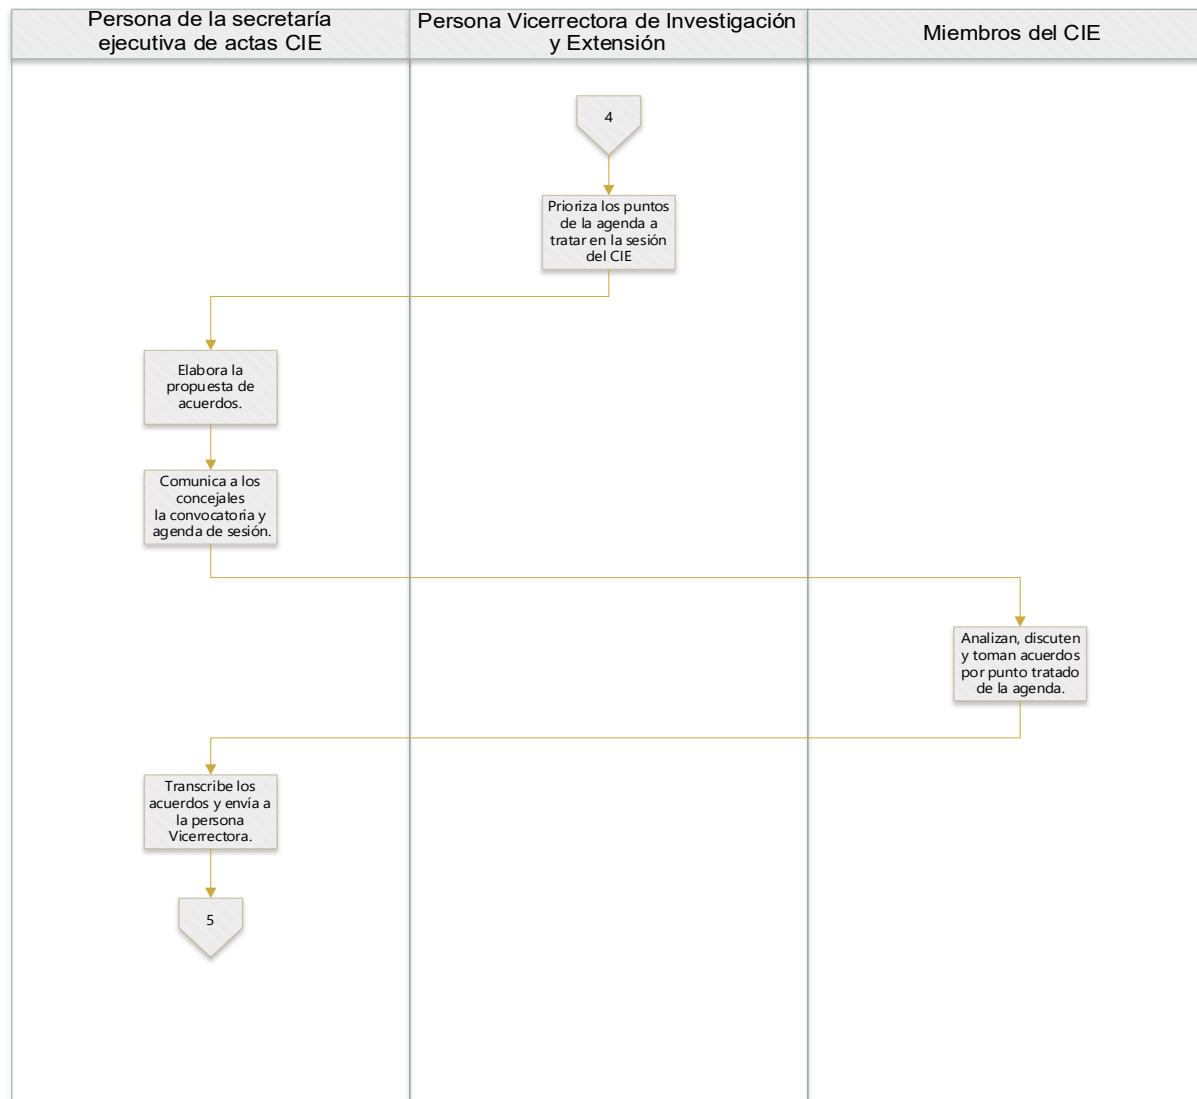 Persona de la secretaría
ejecutiva de actas CIE
Persona Vicerrectora de Investigación
y Extensión
Miembros del CIE
4
Prioriza los puntos
de la agenda a
tratar en la sesión
del CIE
Elabora la
propuesta de
acuerdos.
Comunica a los
concejales
la convocatoria y
agenda de sesión.
Analizan, discuten
y toman acuerdos
por punto tratado
de la agenda.
Transcribe los
acuerdos y envía a
la persona
Vicerrectora.
5